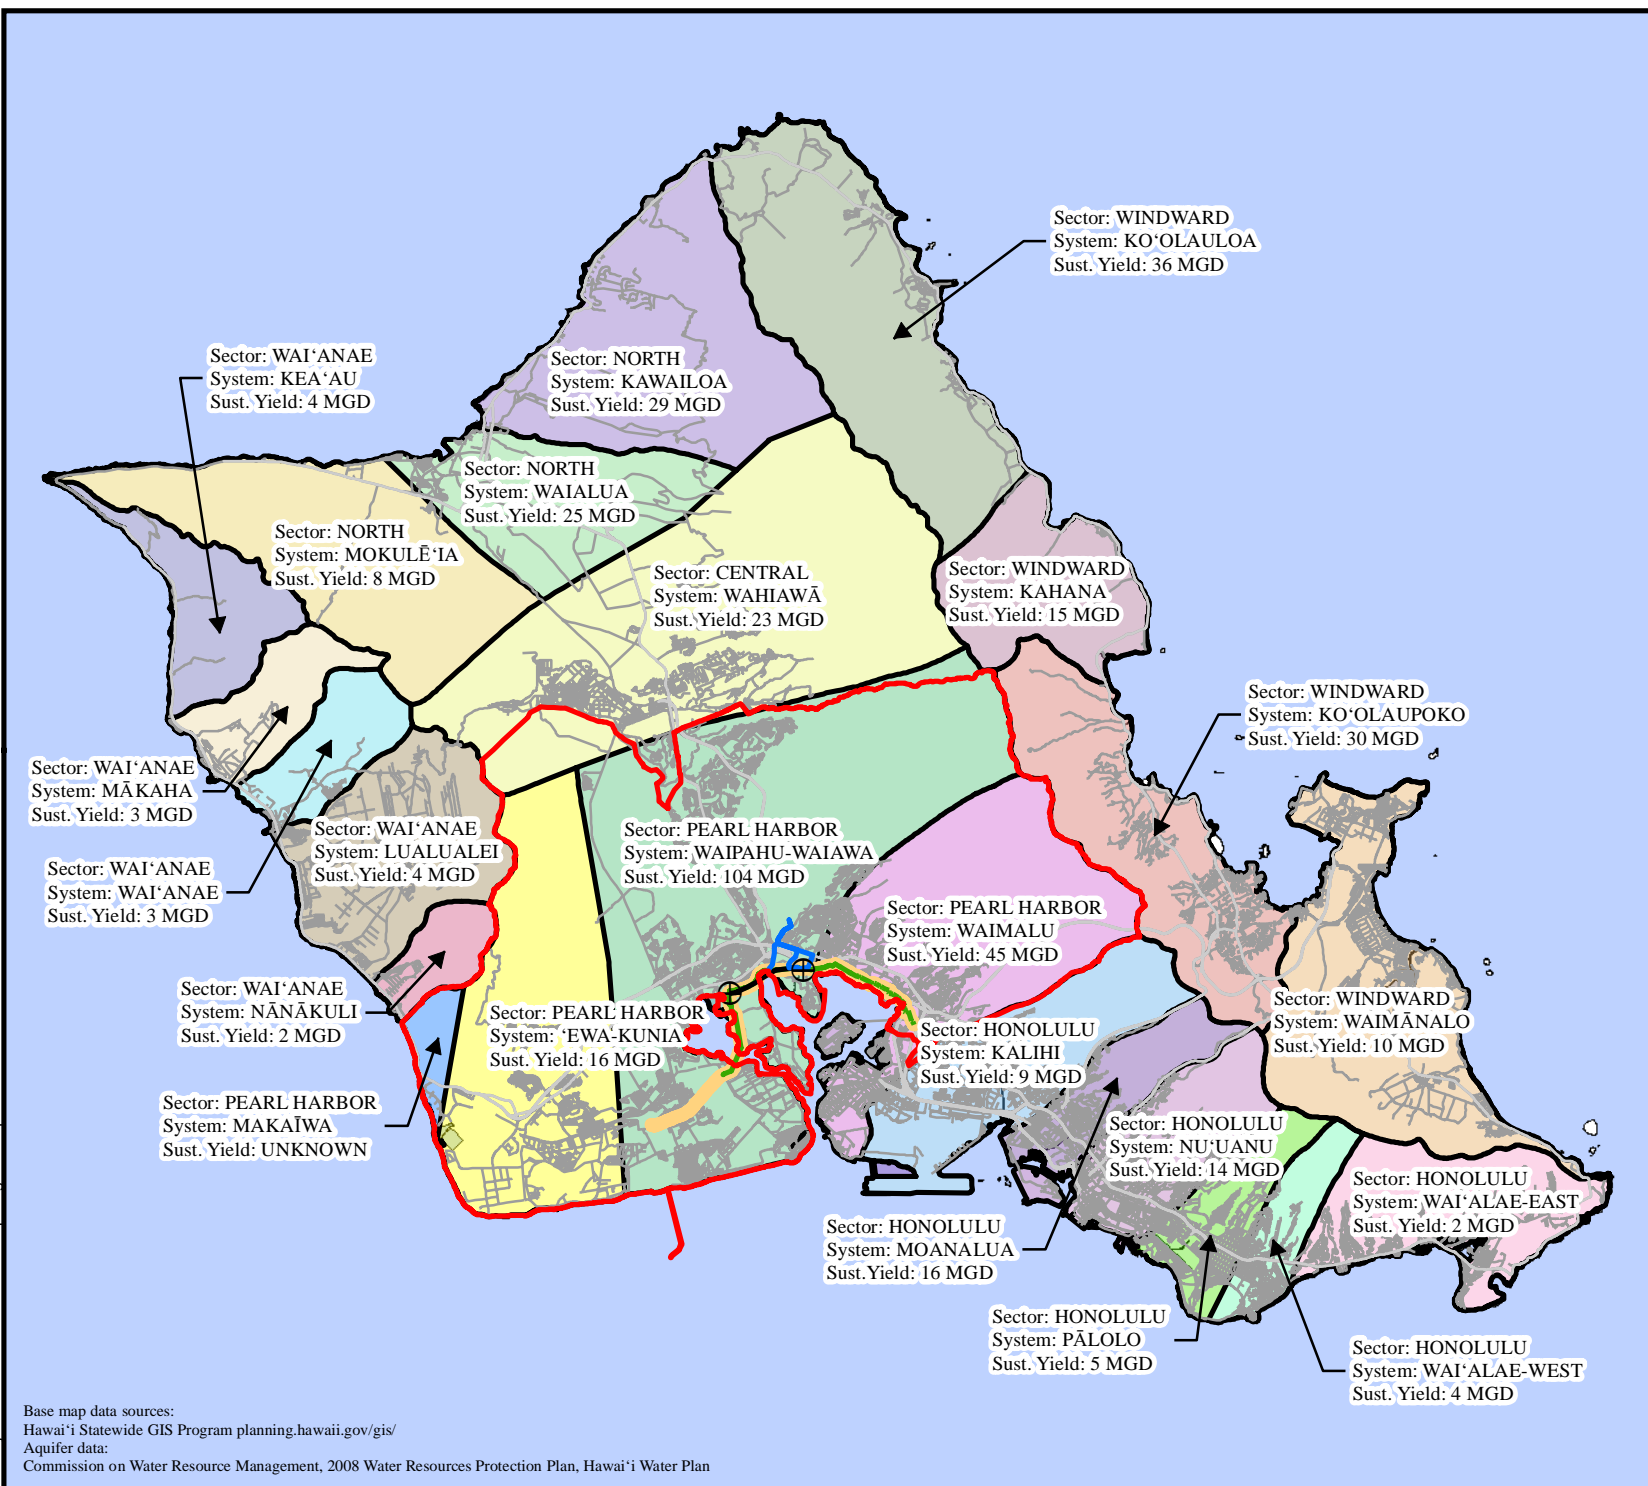 Sector: WINDWARD
System: KOʻOLAULOA
Sust. Yield: 36 MGD
Sector: WAIʻANAE
System: KEAʻAU
Sust. Yield: 4 MGD
Sector: NORTH
System: KAWAILOA
Sust. Yield: 29 MGD
Sector: NORTH
System: WAIALUA
Sust. Yield: 25 MGD
Sector: NORTH
System: MOKULĒʻIA
Sust. Yield: 8 MGD
Sector: CENTRAL
System: WAHIAWĀ
Sust. Yield: 23 MGD
Sector: WINDWARD
System: KAHANA
Sust. Yield: 15 MGD
Sector: WINDWARD
System: KOʻOLAUPOKO
Sust. Yield: 30 MGD
Sector: WAIʻANAE
System: MĀKAHA
Sust. Yield: 3 MGD
Sector: WAIʻANAE
System: LUALUALEI
Sust. Yield: 4 MGD
Sector: PEARL HARBOR
System: WAIPAHU-WAIAWA
Sust. Yield: 104 MGD
Sector: WAIʻANAE
System: WAIʻANAE
Sust. Yield: 3 MGD
Sector: PEARL HARBOR
System: WAIMALU
Sust. Yield: 45 MGD
Sector: WAIʻANAE
System: NĀNĀKULI
Sust. Yield: 2 MGD
Sector: PEARL HARBOR
System: ʻEWA-KUNIA
Sust. Yield: 16 MGD
Sector: HONOLULU
System: KALIHI
Sust. Yield: 9 MGD
Sector: WINDWARD
System: WAIMĀNALO
Sust. Yield: 10 MGD
Sector: PEARL HARBOR
System: MAKAĪWA
Sust. Yield: UNKNOWN
Sector: HONOLULU
System: NUʻUANU
Sust. Yield: 14 MGD
Sector: HONOLULU
System: WAIʻALAE-EAST
Sust. Yield: 2 MGD
Sector: HONOLULU
System: MOANALUA
Sust.Yield: 16 MGD
Sector: HONOLULU
System: PĀLOLO
Sust. Yield: 5 MGD
Sector: HONOLULU
System: WAIʻALAE-WEST
Sust. Yield: 4 MGD
Base map data sources:
Hawaiʻi Statewide GIS Program planning.hawaii.gov/gis/
Aquifer data:
Commission on Water Resource Management, 2008 Water Resources Protection Plan, Hawaiʻi Water Plan